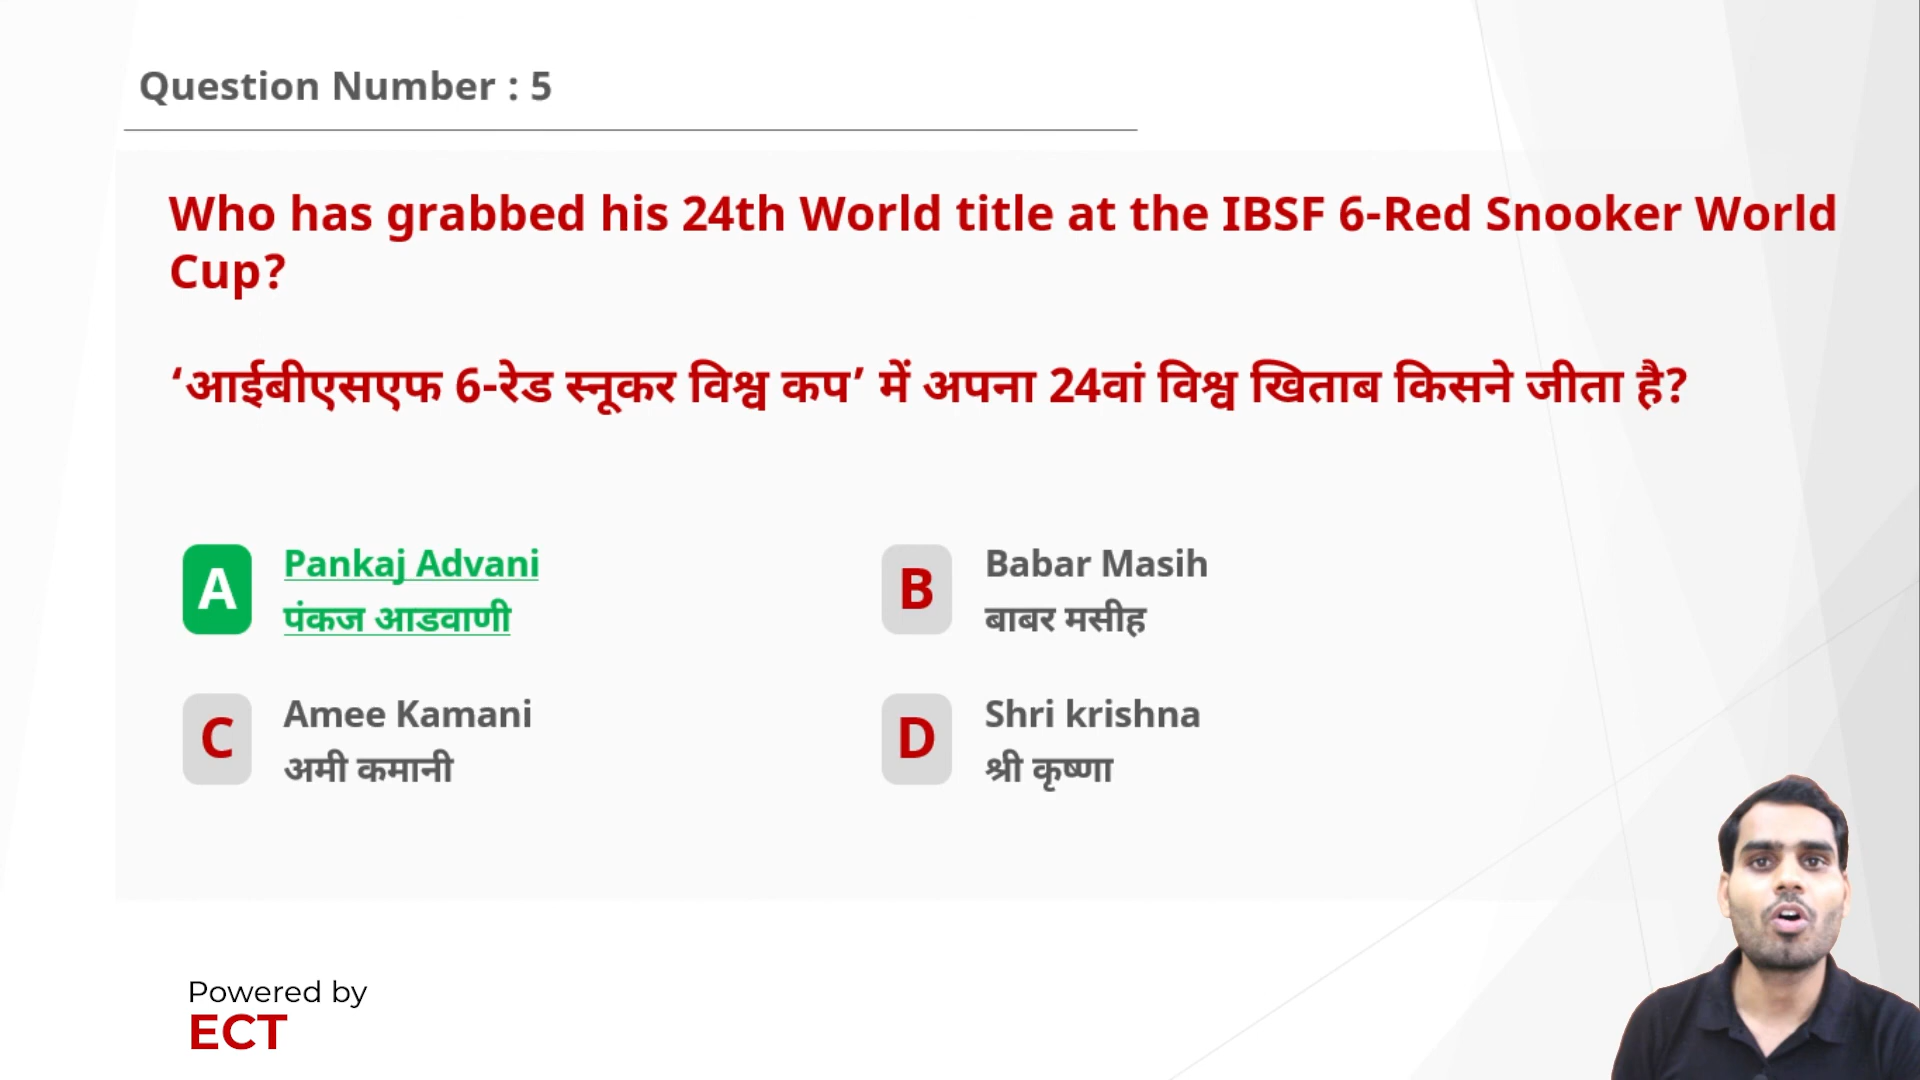 Question Number : 5
Who has grabbed his 24th World title at the IBSF 6-Red Snooker World
Cup?
‘आईबीएसएफ 6-रेड स्नूकर विश्व कप’ में अपना 24वां विश्व खिताब किसने जीता है?
A
Pankaj Advani
पंकज आडवाणी
B
Babar Masih
बाबर मसीह
C
Amee Kamani
अमी कमानी
D
Shri krishna
श्री कृष्णा
Powered by
ECT